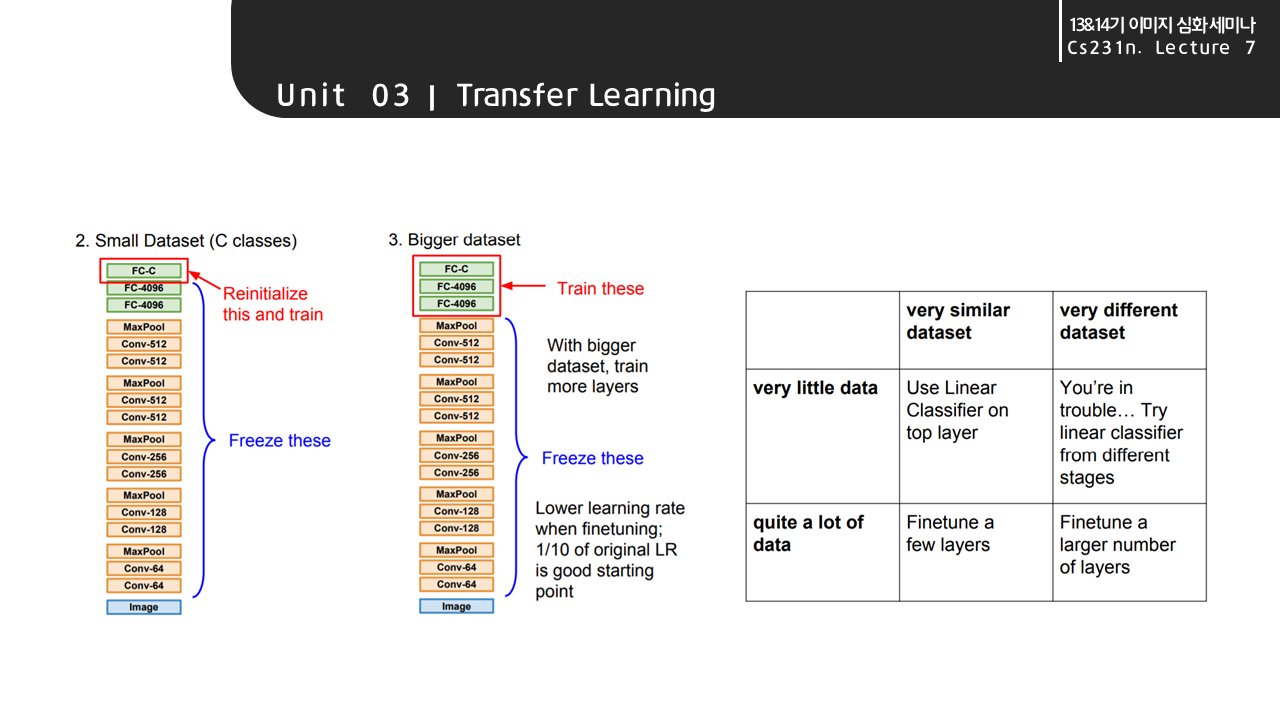 13&14기 이미지 심화세미나
Cs231n. Lecture 7
Unit 03 | Transfer Learning
2. Small Dataset (C classes)
FC-C
FC-4096
FC-4096
MaxPool
Conv-512
Conv-512
MaxPool
Conv-512
Conv-512
MaxPool
Conv-256
Conv-256
MaxPool
Conv-128
Conv-128
MaxPool
Conv-64
Conv-64
Image
Reinitialize
this and train
Freeze these
3. Bigger dataset
FC-C
FC-4096
FC-4096
MaxPool
Conv-512
Conv-512
MaxPool
Conv-512
Conv-512
MaxPool
Conv-256
Conv-256
MaxPool
Conv-128
Conv-128
MaxPool
Conv-64
Conv-64
Image
Train these
With bigger
dataset, train
more layers
Freeze these
Lower learning rate
when finetuning;
1/10 of original LR
is good starting
point
very similar
dataset
very different
dataset
very little data
Use Linear
Classifier on
top layer
You’re in
trouble… Try
linear classifier
from different
stages
quite a lot of
data
Finetune a
few layers
Finetune a
larger number
of layers